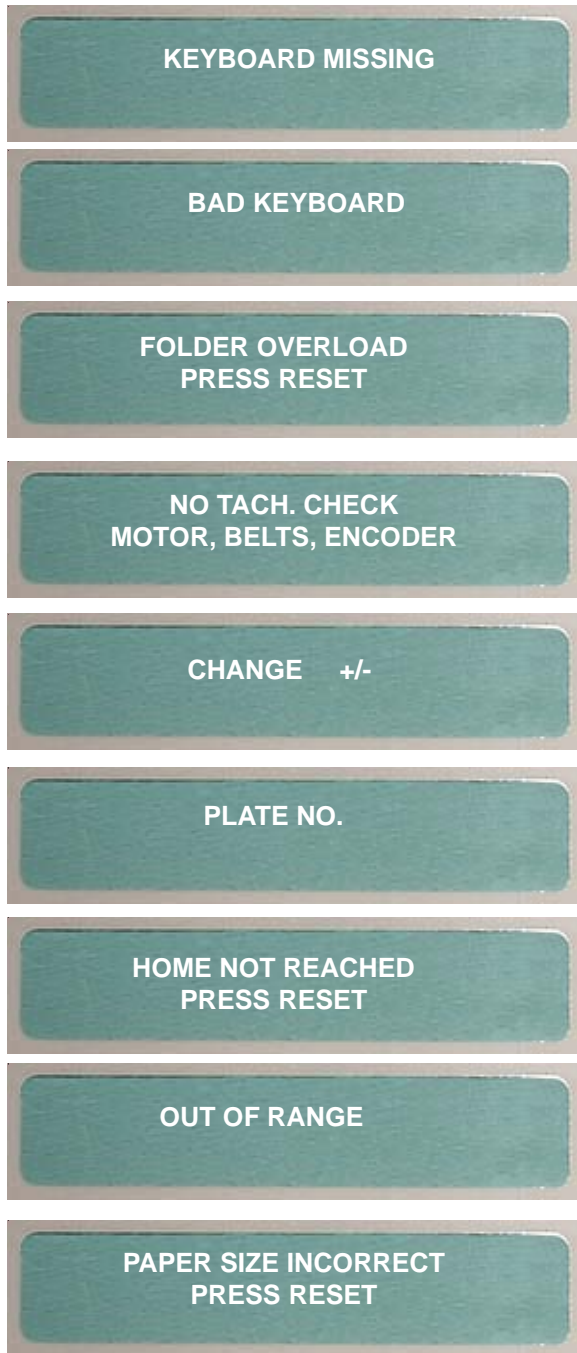 KEYBOARD MISSING
BAD KEYBOARD
FOLDER OVERLOAD
PRESS RESET
NO TACH. CHECK
MOTOR, BELTS, ENCODER
CHANGE +/-
PLATE NO.
HOME NOT REACHED
PRESS RESET
OUT OF RANGE
PAPER SIZE INCORRECT
PRESS RESET